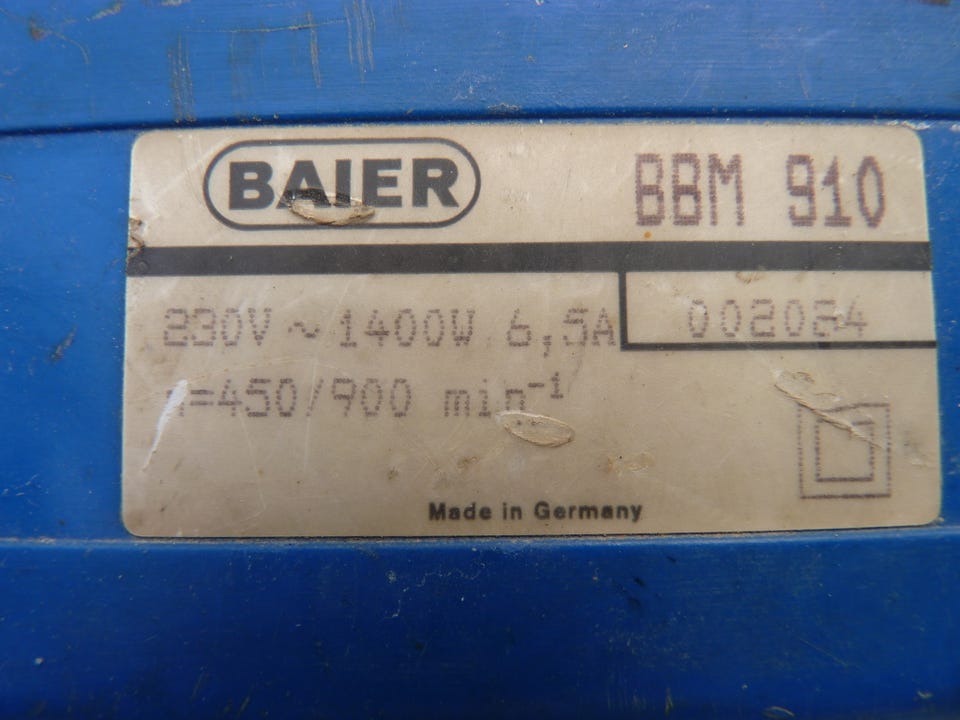 BAIER
BBM 910
230V ~ 1400W 6,5A
002084
n=450/900 min⁻¹
Made in Germany